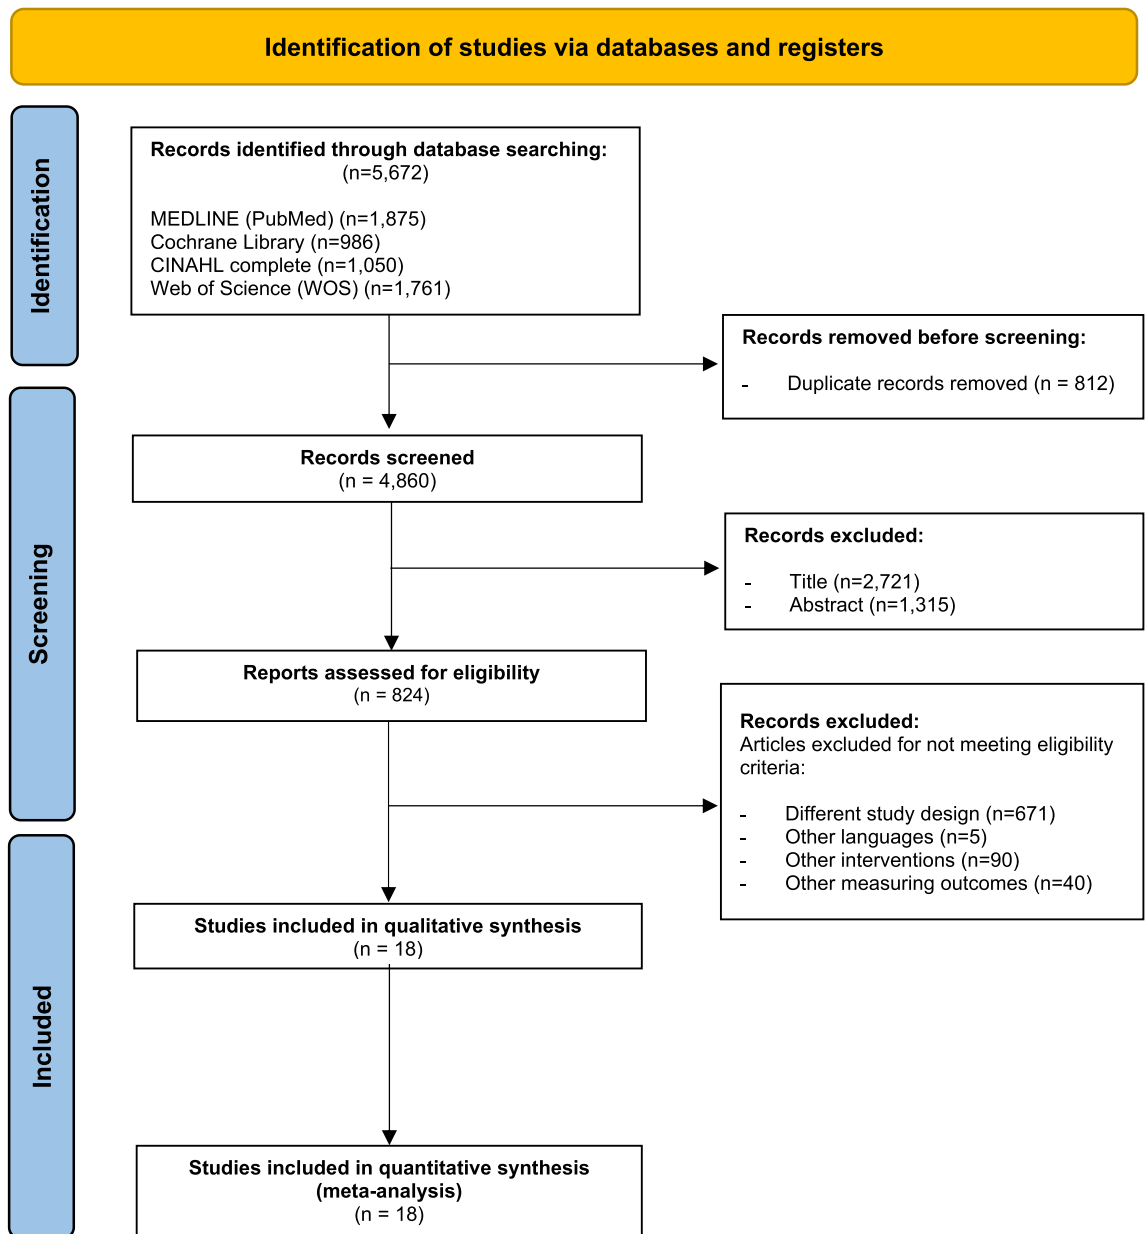 Identification of studies via databases and registers
Identification
Records identified through database searching:
(n=5,672)
MEDLINE (PubMed) (n=1,875)
Cochrane Library (n=986)
CINAHL complete (n=1,050)
Web of Science (WOS) (n=1,761)
Records removed before screening:
- Duplicate records removed (n = 812)
Screening
Records screened
(n = 4,860)
Records excluded:
- Title (n=2,721)
- Abstract (n=1,315)
Reports assessed for eligibility
(n = 824)
Records excluded:
Articles excluded for not meeting eligibility
criteria:
- Different study design (n=671)
- Other languages (n=5)
- Other interventions (n=90)
- Other measuring outcomes (n=40)
Included
Studies included in qualitative synthesis
(n = 18)
Studies included in quantitative synthesis
(meta-analysis)
(n = 18)